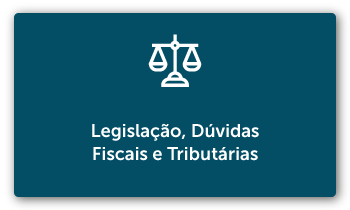 Legislação, Dúvidas
Fiscais e Tributárias